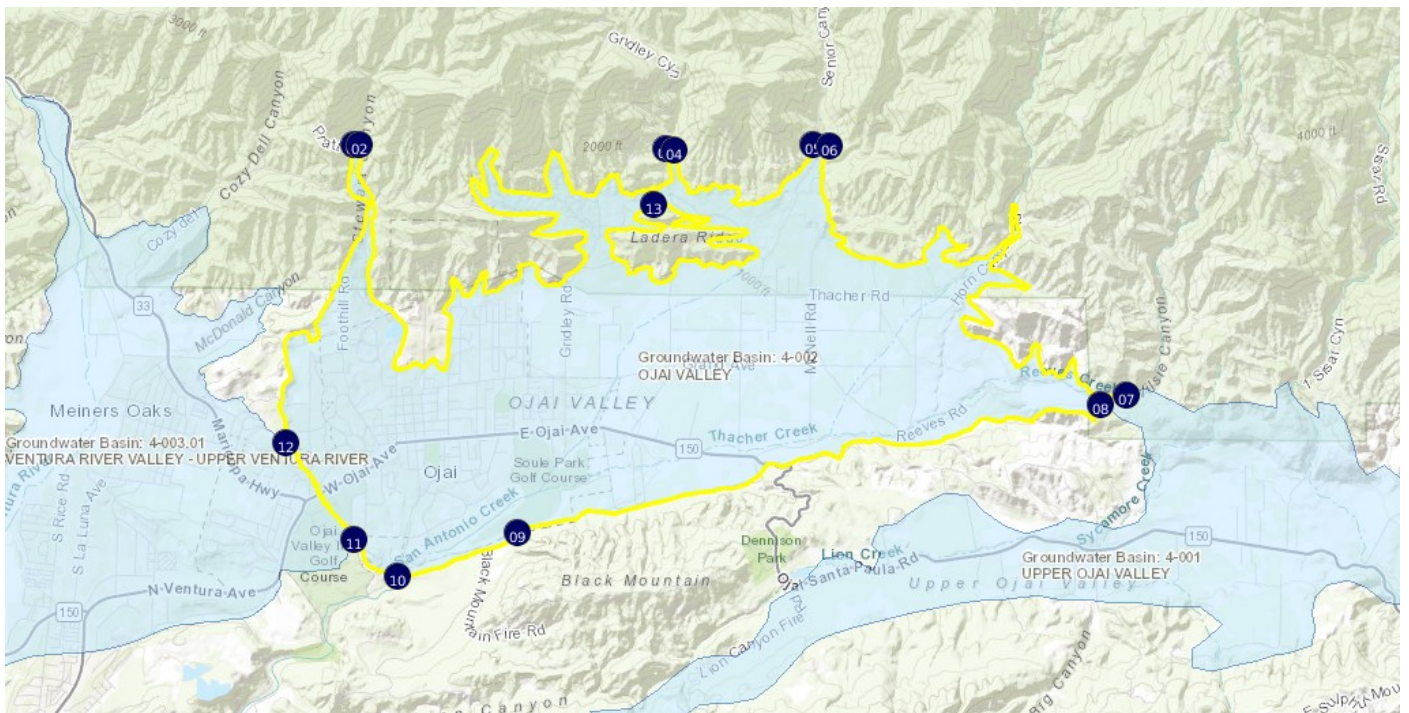 3000 ft
Gridley Cyn
Cozy Dell Canyon
02
2000 ft
04
06
4000 ft
Sisar Rd
13
Ladera Ridge
1000 ft
Thacher Rd
33
McDonald Canyon
Foothill Rd
Gridley Rd
Groundwater Basin: 4-002
OJAI VALLEY
Reeves Creek
07
08
Meiners Oaks
OJAI VALLEY
E Ojai Ave
150
Thacher Creek
Reeves Rd
Groundwater Basin: 4-003.01
VENTURA RIVER VALLEY - UPPER VENTURA RIVER
12
Ojai
W Ojai Ave
Maricopa Hwy
S Rice Rd
S La Luna Ave
Soule Park
Golf Course
San Antonio Creek
Sycamore Creek
09
11
10
Ojai
Golf
Course
N Ventura Ave
150
Black Mountain
Dennison
Park
Lion Creek
150
Groundwater Basin: 4-001
UPPER OJAI VALLEY
Upper Ojai Valley
Ojai Santa Paula Rd
Black Mountain Fire Rd
Lion Canyon Fire Rd
Canyon